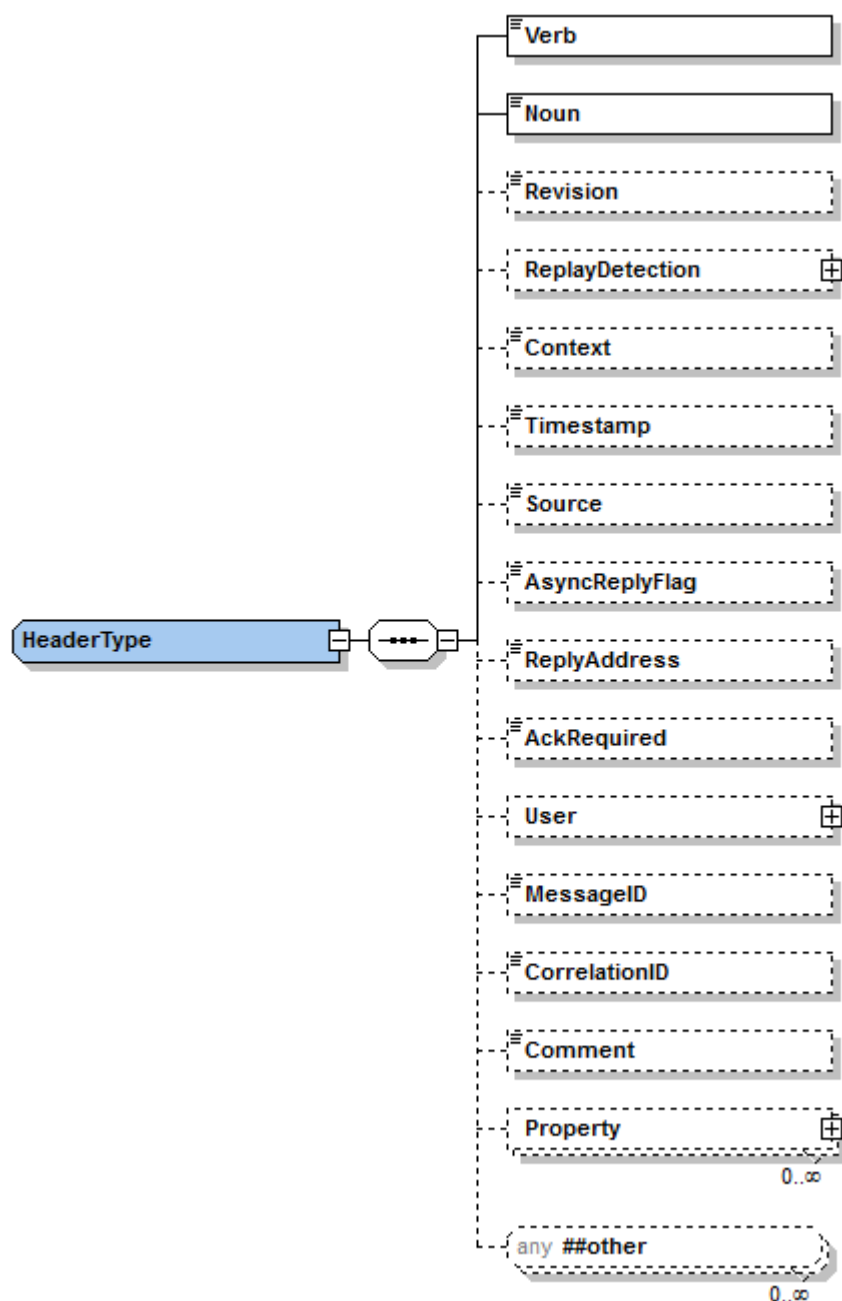 Verb
Noun
Revision
ReplayDetection
Context
Timestamp
Source
AsyncReplyFlag
HeaderType
ReplyAddress
AckRequired
User
MessageID
CorrelationID
Comment
Property
0..∞
any ##other
0..∞